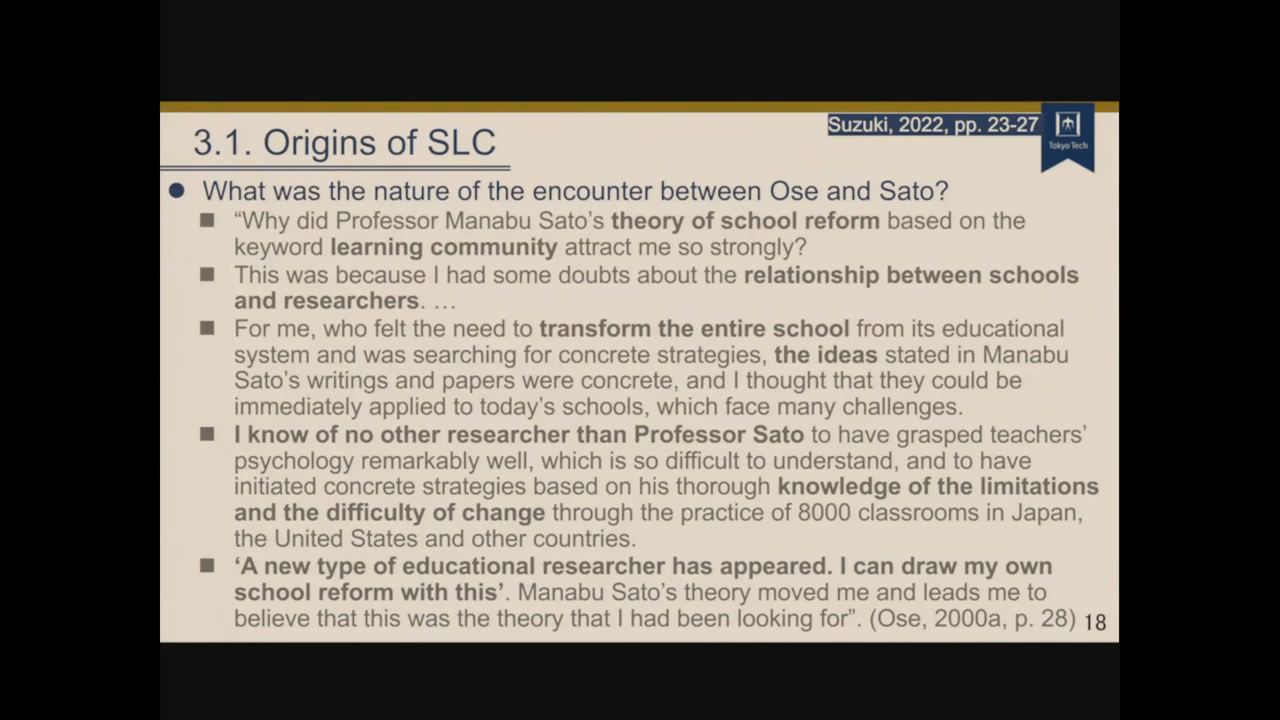 Suzuki, 2022, pp. 23-27
TokyoTech
3.1. Origins of SLC
● What was the nature of the encounter between Ose and Sato?
■ “Why did Professor Manabu Sato’s theory of school reform based on the
keyword learning community attract me so strongly?
■ This was because I had some doubts about the relationship between schools
and researchers. …
■ For me, who felt the need to transform the entire school from its educational
system and was searching for concrete strategies, the ideas stated in Manabu
Sato’s writings and papers were concrete, and I thought that they could be
immediately applied to today’s schools, which face many challenges.
■ I know of no other researcher than Professor Sato to have grasped teachers’
psychology remarkably well, which is so difficult to understand, and to have
initiated concrete strategies based on his thorough knowledge of the limitations
and the difficulty of change through the practice of 8000 classrooms in Japan,
the United States and other countries.
■ ‘A new type of educational researcher has appeared. I can draw my own
school reform with this’. Manabu Sato’s theory moved me and leads me to
believe that this was the theory that I had been looking for”. (Ose, 2000a, p. 28)
18